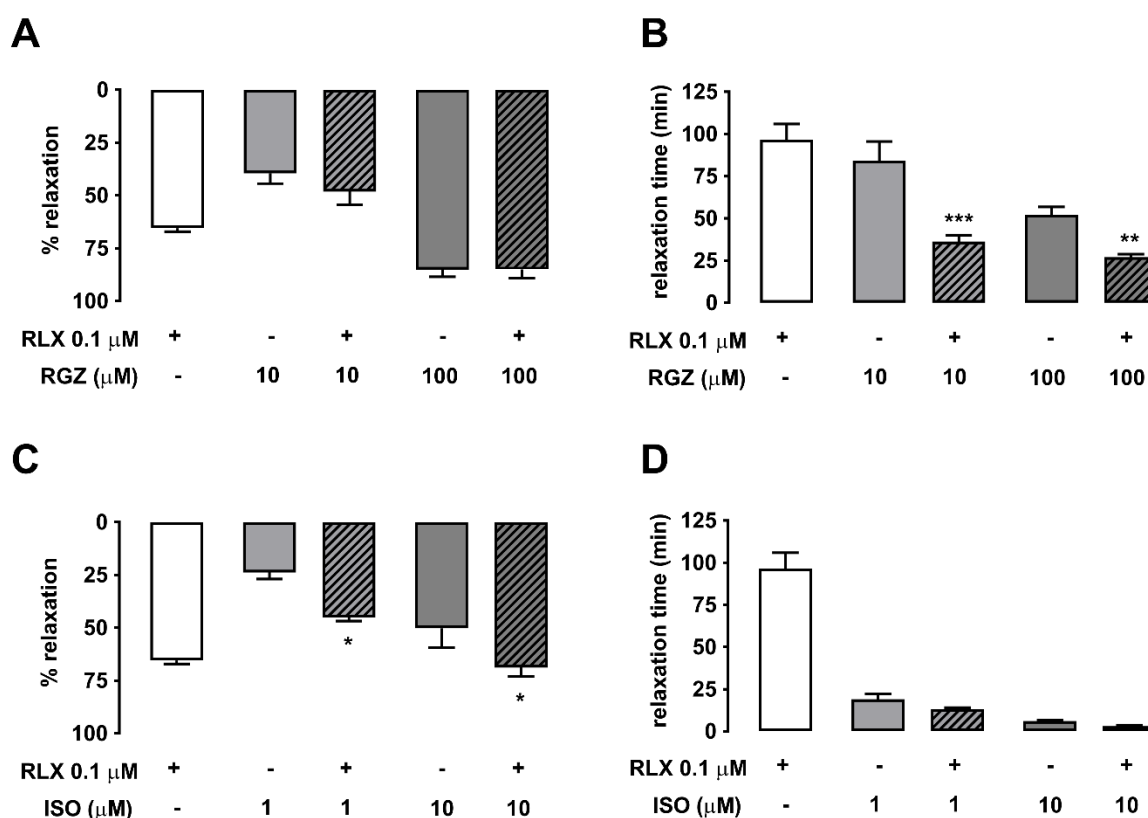 A
0
25
50
75
100
% relaxation
RLX 0.1 μM + - + - +
RGZ (μM) - 10 10 100 100
B
125
100
75
50
25
0
relaxation time (min)
***
**
RLX 0.1 μM + - + - +
RGZ (μM) - 10 10 100 100
C
0
25
50
75
100
% relaxation
*
*
RLX 0.1 μM + - + - +
ISO (μM) - 1 1 10 10
D
125
100
75
50
25
0
relaxation time (min)
RLX 0.1 μM + - + - +
ISO (μM) - 1 1 10 10